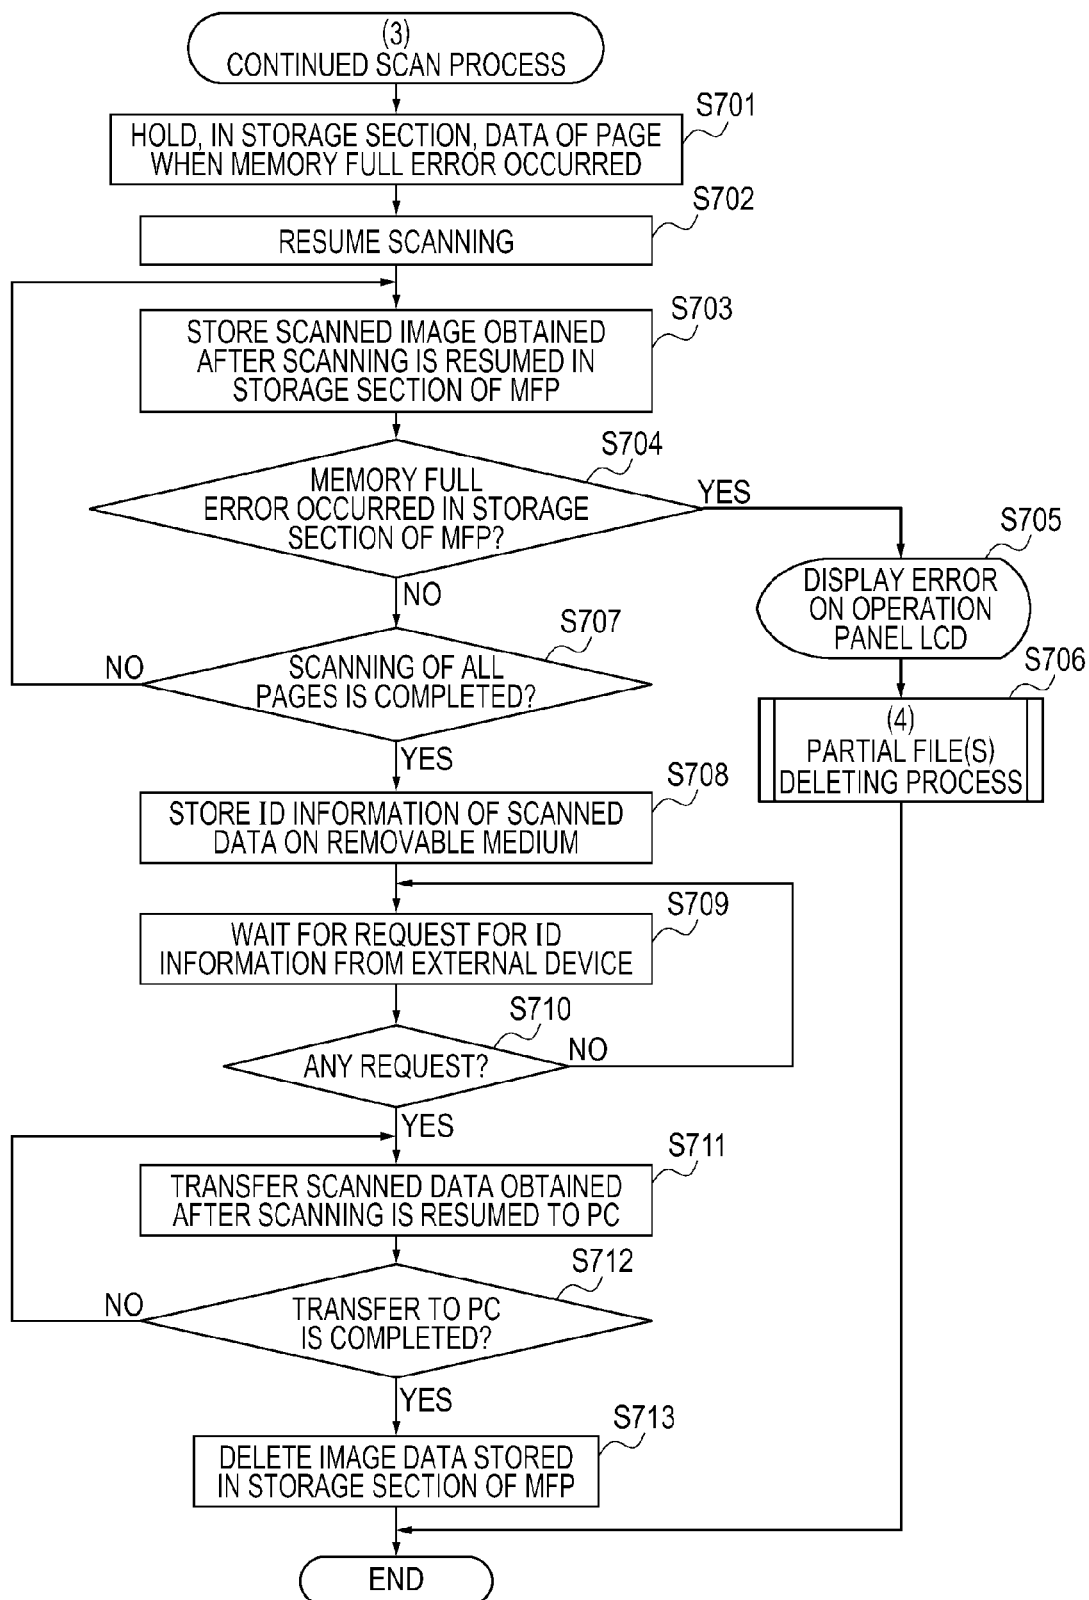 (3)
CONTINUED SCAN PROCESS
S701
HOLD, IN STORAGE SECTION, DATA OF PAGE
WHEN MEMORY FULL ERROR OCCURRED
S702
RESUME SCANNING
S703
STORE SCANNED IMAGE OBTAINED
AFTER SCANNING IS RESUMED IN
STORAGE SECTION OF MFP
S704
MEMORY FULL
ERROR OCCURRED IN STORAGE
SECTION OF MFP?
YES
NO
S705
DISPLAY ERROR
ON OPERATION
PANEL LCD
S706
(4)
PARTIAL FILE(S)
DELETING PROCESS
S707
SCANNING OF ALL
PAGES IS COMPLETED?
NO
YES
S708
STORE ID INFORMATION OF SCANNED
DATA ON REMOVABLE MEDIUM
S709
WAIT FOR REQUEST FOR ID
INFORMATION FROM EXTERNAL DEVICE
S710
ANY REQUEST?
NO
YES
S711
TRANSFER SCANNED DATA OBTAINED
AFTER SCANNING IS RESUMED TO PC
S712
TRANSFER TO PC
IS COMPLETED?
NO
YES
S713
DELETE IMAGE DATA STORED
IN STORAGE SECTION OF MFP
END